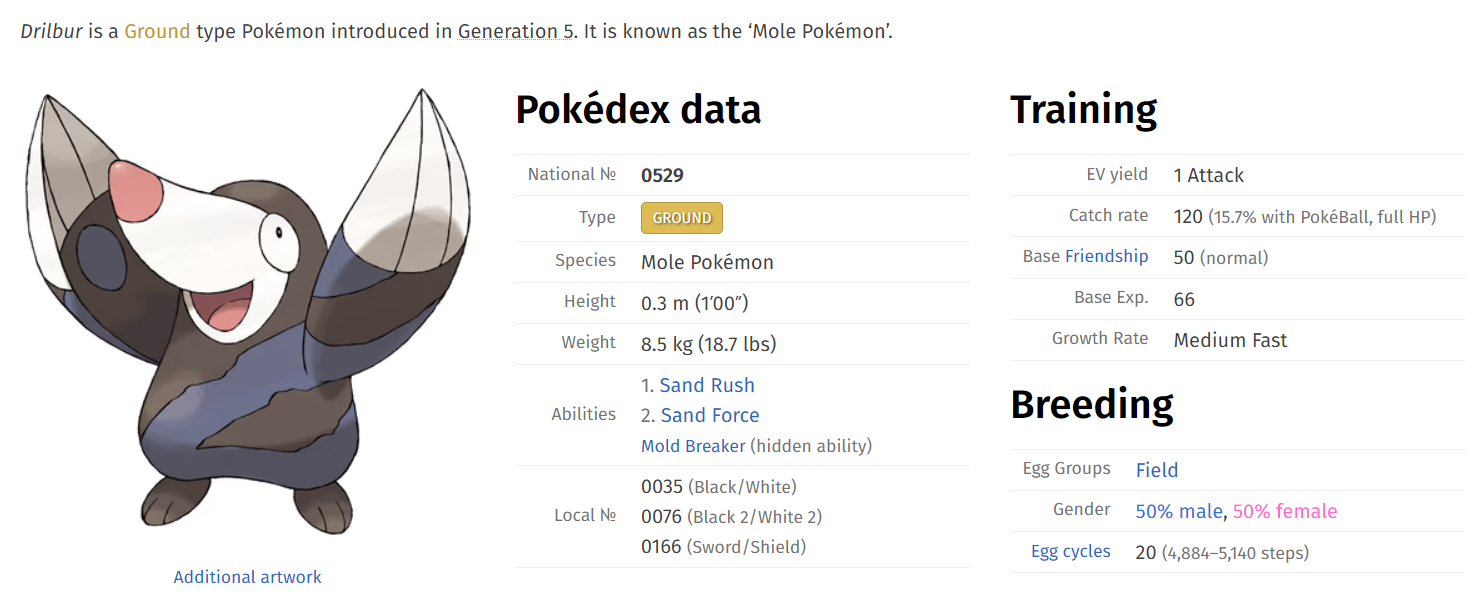 Drilbur is a Ground type Pokémon introduced in Generation 5. It is known as the ‘Mole Pokémon’.
Additional artwork
Pokédex data
National № 0529
Type GROUND
Species Mole Pokémon
Height 0.3 m (1′00″)
Weight 8.5 kg (18.7 lbs)
Abilities 1. Sand Rush
2. Sand Force
Mold Breaker (hidden ability)
Local № 0035 (Black/White)
0076 (Black 2/White 2)
0166 (Sword/Shield)
Training
EV yield 1 Attack
Catch rate 120 (15.7% with PokéBall, full HP)
Base Friendship 50 (normal)
Base Exp. 66
Growth Rate Medium Fast
Breeding
Egg Groups Field
Gender 50% male, 50% female
Egg cycles 20 (4,884–5,140 steps)